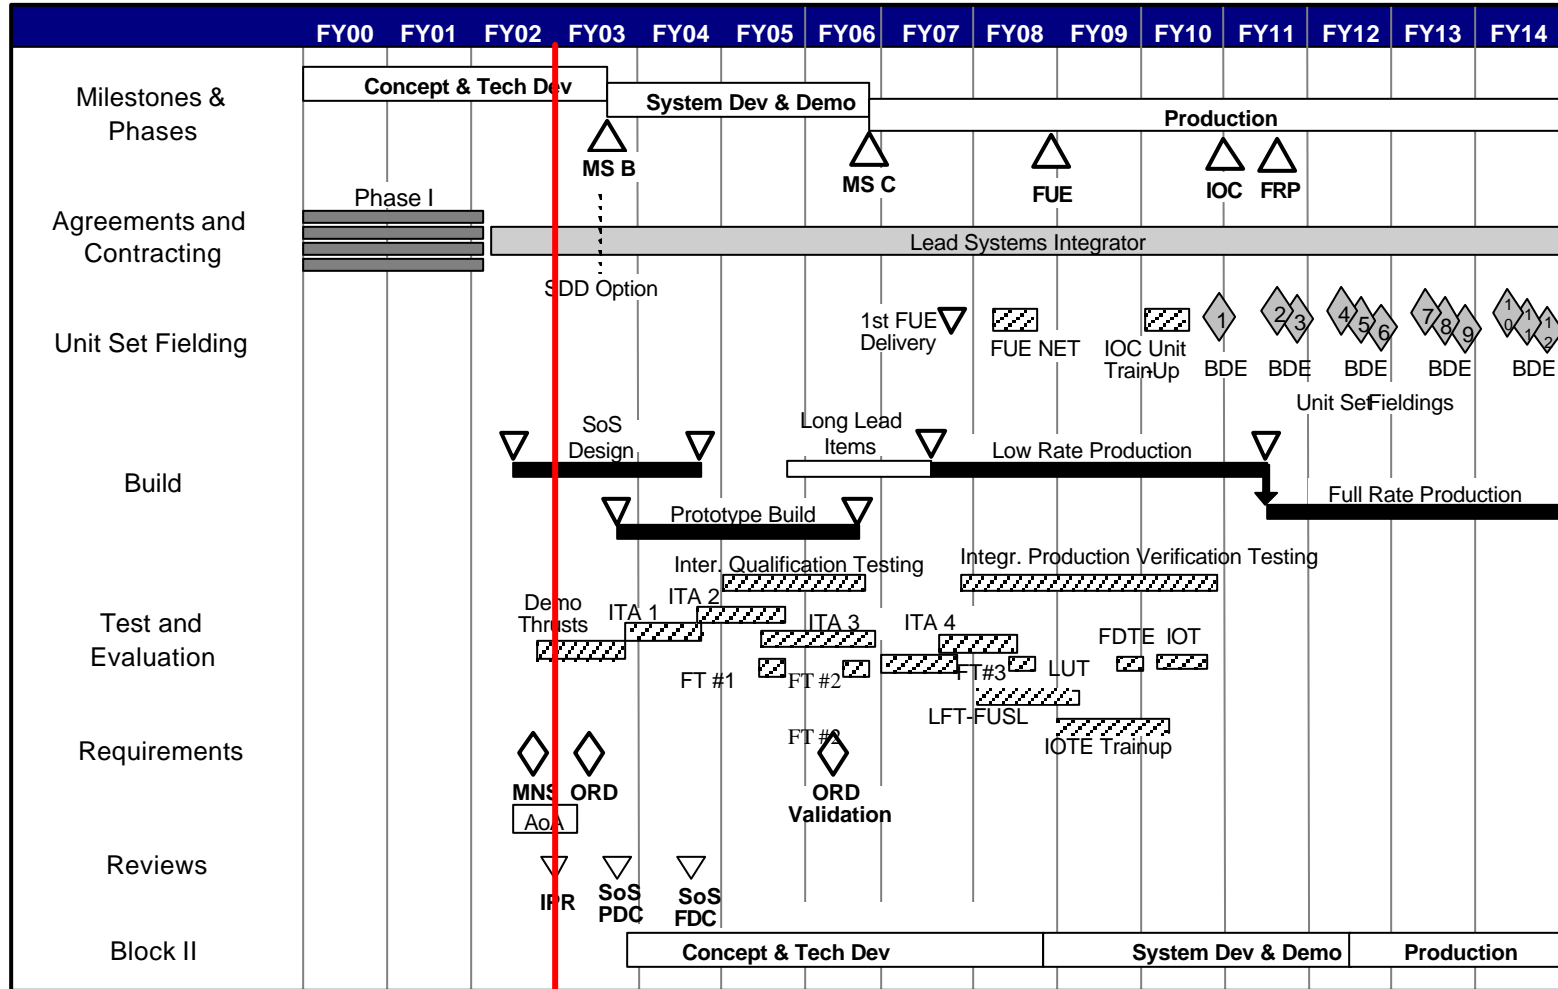 FY00 FY01 FY02 FY03 FY04 FY05 FY06 FY07 FY08 FY09 FY10 FY11 FY12 FY13 FY14
Milestones &
Phases
Concept & Tech Dev
System Dev & Demo
Production
MS B
MS C
FUE
IOC
FRP
Agreements and
Contracting
Phase I
Lead Systems Integrator
SDD Option
Unit Set Fielding
1st FUE
Delivery
FUE NET
IOC Unit
Train-Up
1
2
3
4
5
6
7
8
9
10
11
12
BDE BDE BDE BDE BDE
Unit Set Fieldings
Build
SoS
Design
Long Lead
Items
Low Rate Production
Full Rate Production
Prototype Build
Test and
Evaluation
Inter. Qualification Testing
Integr. Production Verification Testing
Demo
Thrusts
ITA 1
ITA 2
ITA 3
ITA 4
FDTE IOT
FT #1
FT #2
FT#3
LUT
LFT-FUSL
IOTE Trainup
Requirements
FT #2
MNS
ORD
ORD
Validation
AoA
Reviews
IPR
SoS
PDC
SoS
FDC
Block II
Concept & Tech Dev
System Dev & Demo
Production